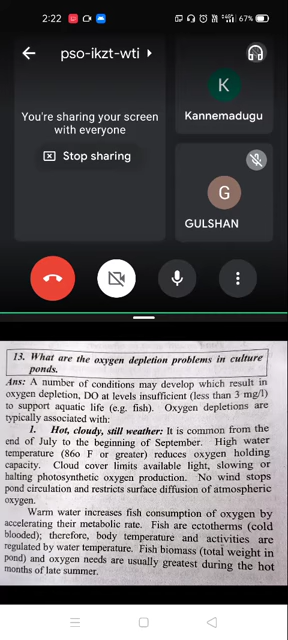 2:22
67%
pso-ikzt-wti
You're sharing your screen
with everyone
Stop sharing
K
Kannemadugu
G
GULSHAN
13. What are the oxygen depletion problems in culture
ponds.
Ans: A number of conditions may develop which result in
oxygen depletion, DO at levels insufficient (less than 3 mg/l)
to support aquatic life (e.g. fish). Oxygen depletions are
typically associated with:
1. Hot, cloudy, still weather: It is common from the
end of July to the beginning of September. High water
temperature (86o F or greater) reduces oxygen holding
capacity. Cloud cover limits available light, slowing or
halting photosynthetic oxygen production. No wind stops
pond circulation and restricts surface diffusion of atmospheric
oxygen.
Warm water increases fish consumption of oxygen by
accelerating their metabolic rate. Fish are ectotherms (cold
blooded); therefore, body temperature and activities are
regulated by water temperature. Fish biomass (total weight in
pond) and oxygen needs are usually greatest during the hot
months of late summer.